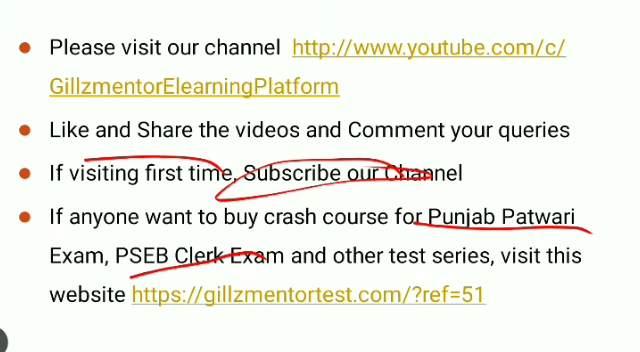 Please visit our channel http://www.youtube.com/c/
GillzmentorElearningPlatform
Like and Share the videos and Comment your queries
If visiting first time, Subscribe our Channel
If anyone want to buy crash course for Punjab Patwari
Exam, PSEB Clerk Exam and other test series, visit this
website https://gillzmentortest.com/?ref=51